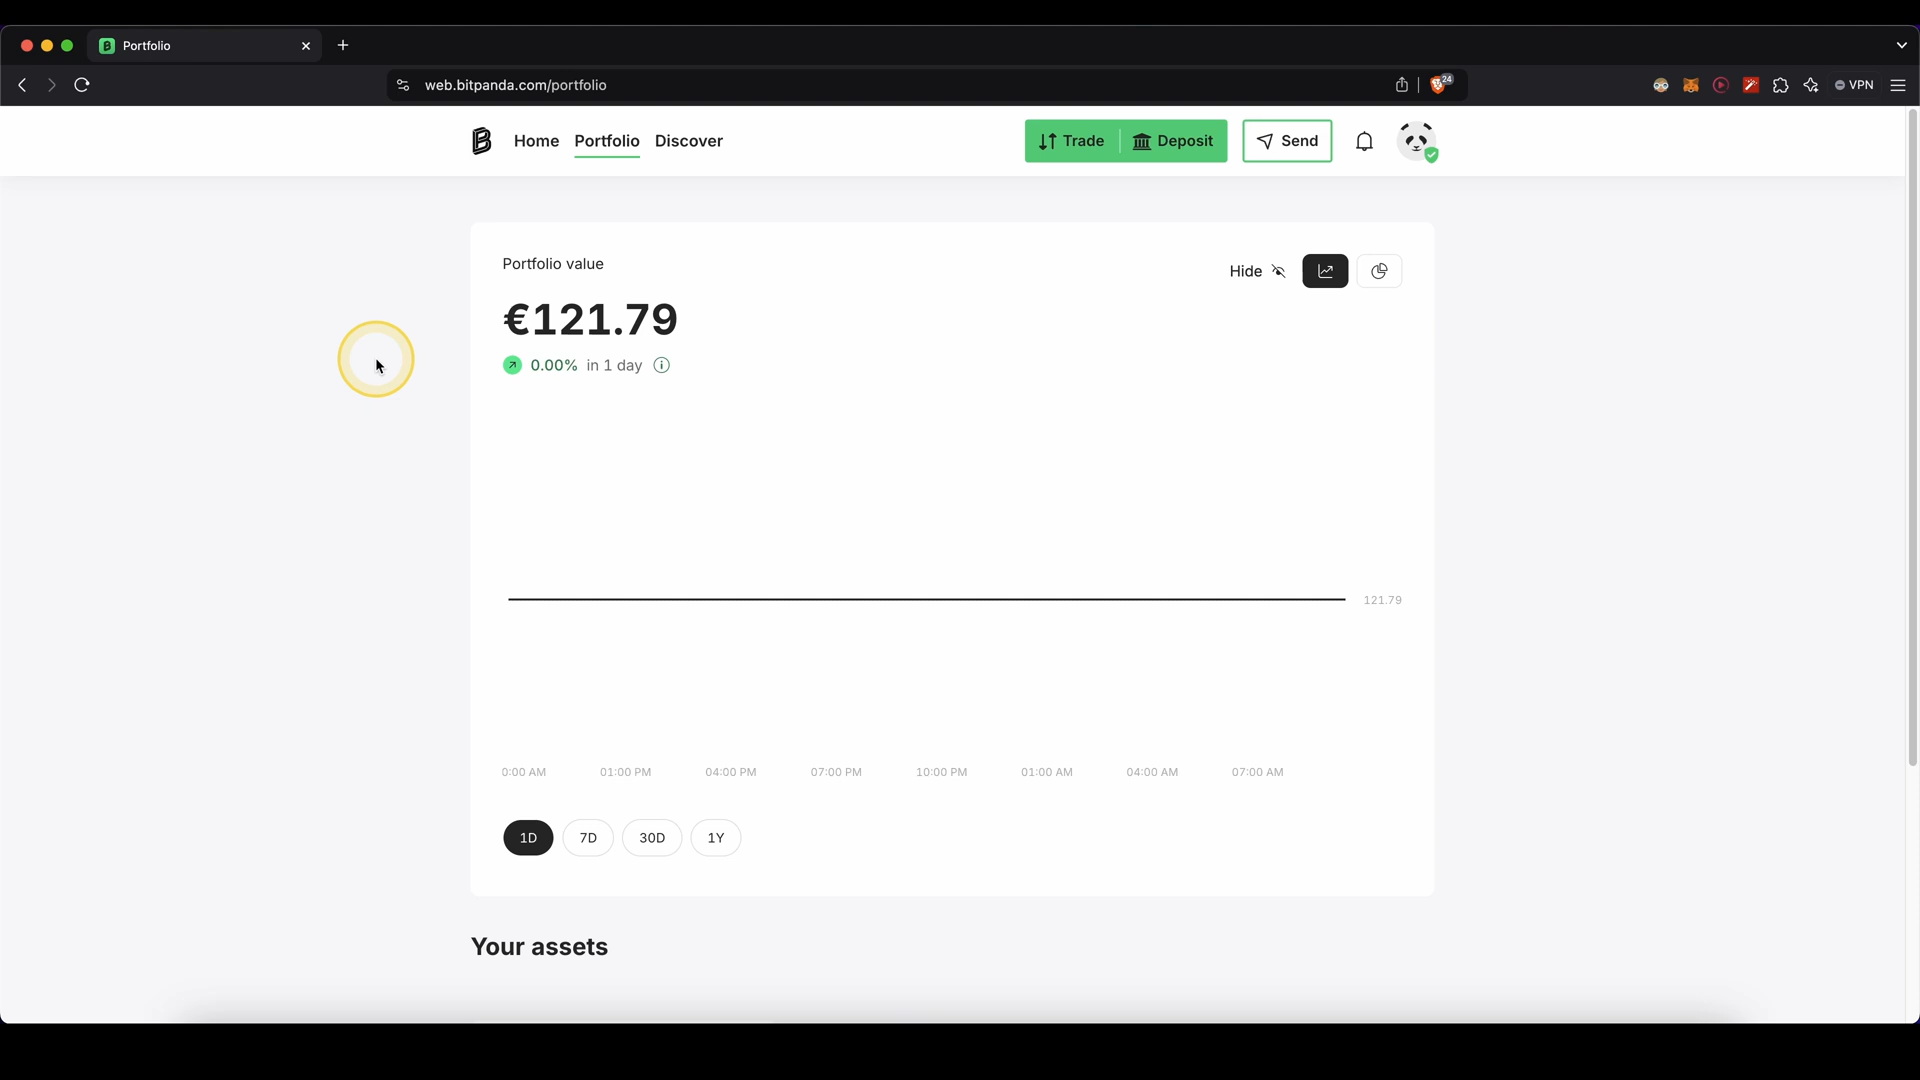 Portfolio
web.bitpanda.com/portfolio
24
VPN
Home Portfolio Discover
Trade Deposit Send
Portfolio value
Hide
€121.79
0.00% in 1 day
121.79
0:00 AM 01:00 PM 04:00 PM 07:00 PM 10:00 PM 01:00 AM 04:00 AM 07:00 AM
1D 7D 30D 1Y
Your assets